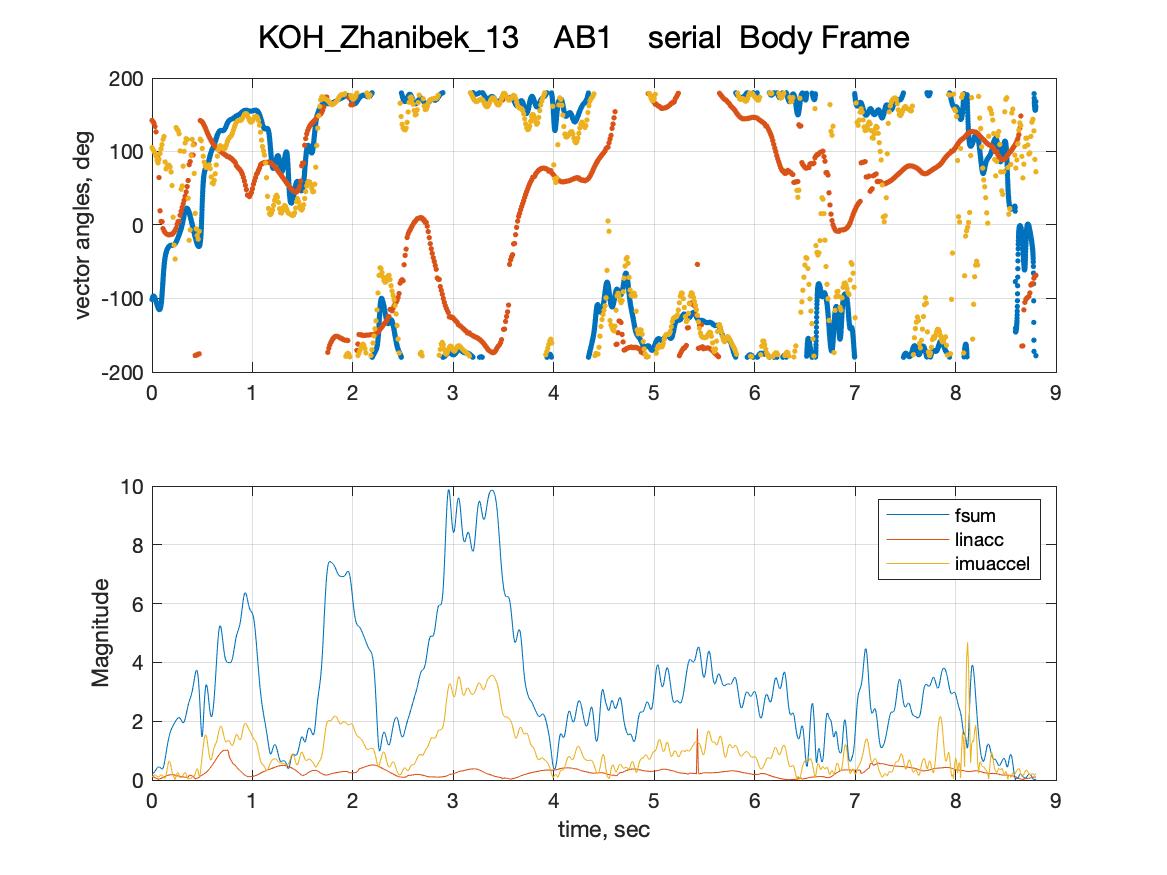 KOH_Zhanibek_13 AB1 serial Body Frame
200
100
0
-100
-200
vector angles, deg
0 1 2 3 4 5 6 7 8 9
10
8
6
4
2
0
Magnitude
fsum
linacc
imuaccel
0 1 2 3 4 5 6 7 8 9
time, sec